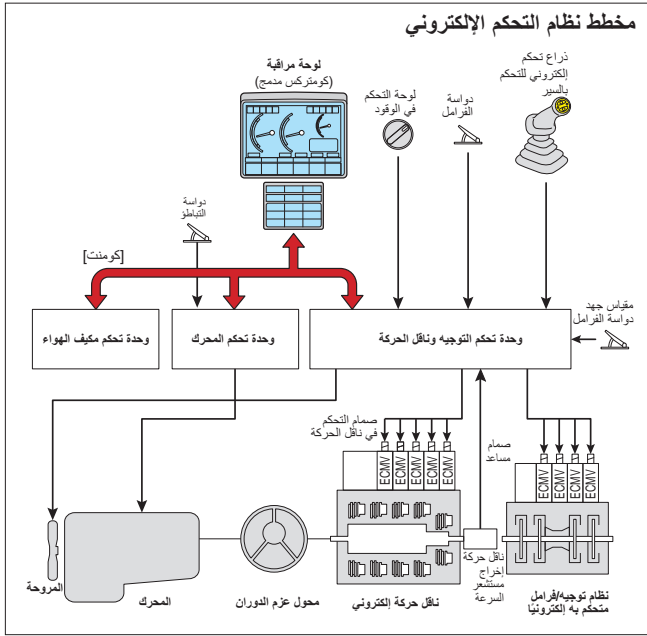 مخطط نظام التحكم الإلكتروني
ذراع تحكم
إلكتروني للتحكم
بالسير
دواسة
الفرامل
لوحة التحكم
في الوقود
لوحة مراقبة
(كومتركس مدمج)
دواسة
التباطؤ
[كومنت]
مقياس جهد
دواسة الفرامل
وحدة تحكم التوجيه وناقل الحركة
وحدة تحكم المحرك
وحدة تحكم مكيف الهواء
صمام التحكم
في ناقل الحركة
صمام
مساعد
ECMV
ECMV
ECMV
ECMV
ECMV
ECMV
ECMV
ECMV
ECMV
ناقل حركة
إخراج
مستشعر
السرعة
نظام توجيه/فرامل
متحكم به إلكترونيًا
ناقل حركة إلكتروني
محول عزم الدوران
المحرك
المروحة